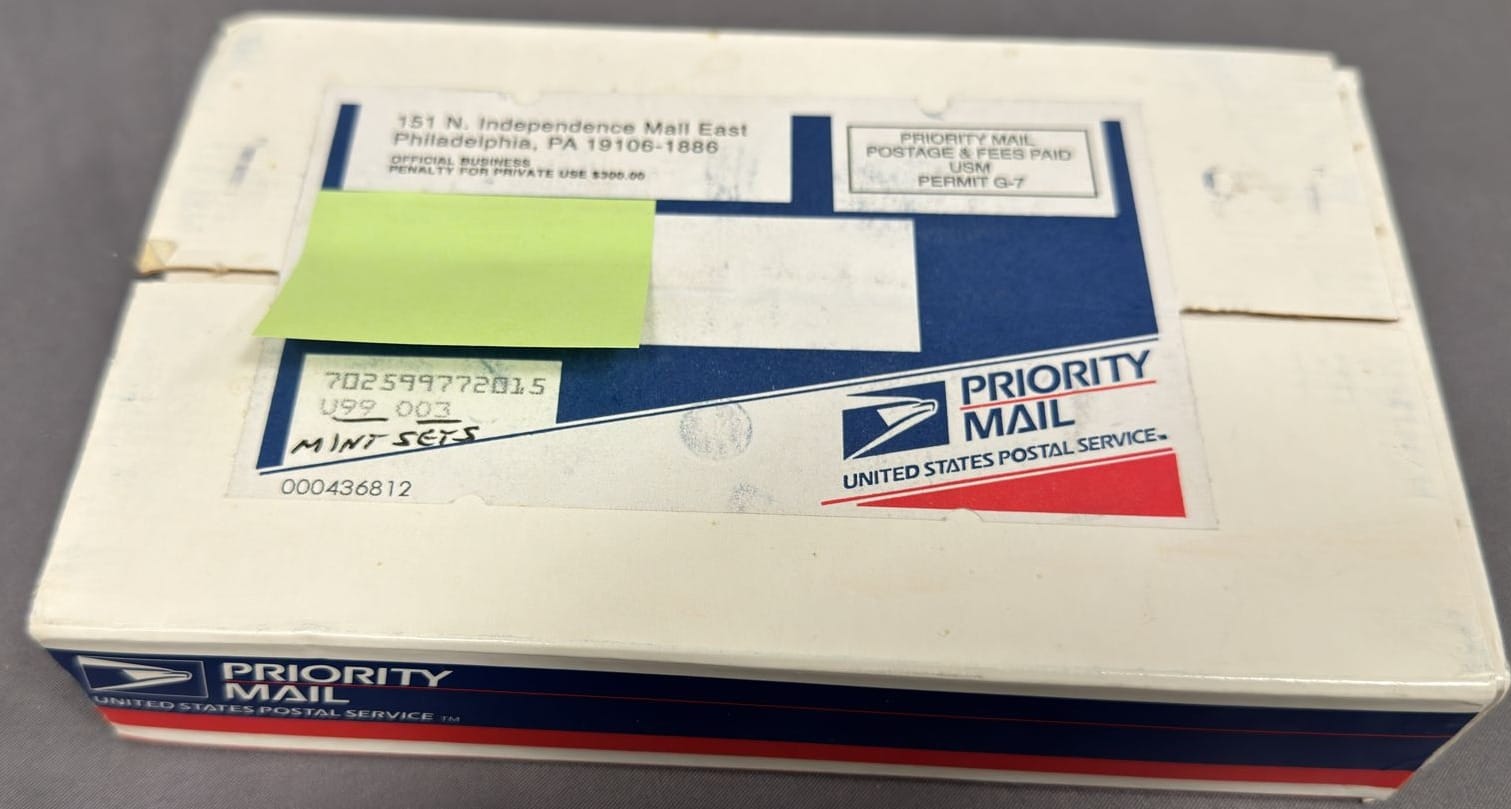 151 N. Independence Mall East
Philadelphia, PA 19106-1886
OFFICIAL BUSINESS
PENALTY FOR PRIVATE USE $300.00
PRIORITY MAIL
POSTAGE & FEES PAID
USM
PERMIT G-7
702599772015
U99 003
MINT SETS
000436812
PRIORITY
MAIL
UNITED STATES POSTAL SERVICE™
PRIORITY
MAIL
UNITED STATES POSTAL SERVICE TM